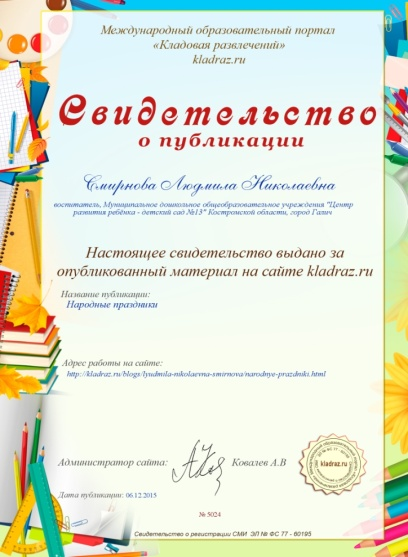 Международный образовательный портал
«Кладовая развлечений»
kladraz.ru
Свидетельство
о публикации
Смирнова Людмила Николаевна
воспитатель, Муниципальное дошкольное общеобразовательное учреждения "Центр
развития ребёнка - детский сад №13" Костромской области, город Галич
Настоящее свидетельство выдано за
опубликованный материал на сайте kladraz.ru
Название публикации:
Народные праздники
Адрес работы на сайте:
http://kladraz.ru/blogs/lyudmila-nikolaevna-smirnova/narodnye-prazdniki.html
Администратор сайта:
Ковалев А.В
kladraz.ru
Дата публикации: 06.12.2015
№ 5024
Свидетельство о регистрации СМИ ЭЛ № ФС 77 - 60195